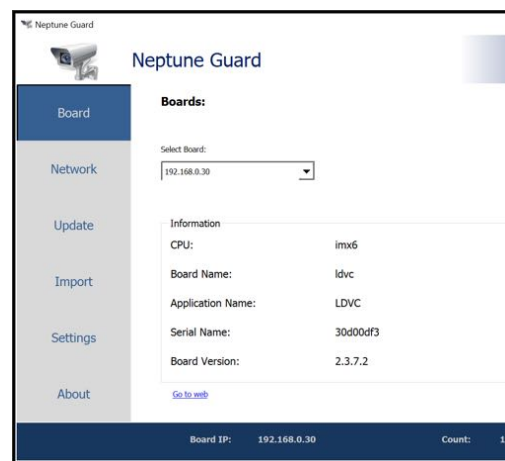 Neptune Guard
Neptune Guard
Board
Network
Update
Import
Settings
About
Boards:
Select Board:
192.168.0.30
Information
CPU: imx6
Board Name: ldvc
Application Name: LDVC
Serial Name: 30d00df3
Board Version: 2.3.7.2
Go to web
Board IP: 192.168.0.30 Count: 1